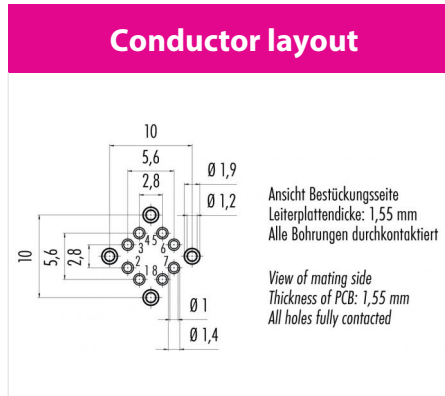 Conductor layout
10
5,6
2,8
Ø 1,9
Ø 1,2
10
5,6
2,8
4 5
3 6
2 7
1 8
Ø 1
Ø 1,4
Ansicht Bestückungsseite
Leiterplattendicke: 1,55 mm
Alle Bohrungen durchkontaktiert
View of mating side
Thickness of PCB: 1,55 mm
All holes fully contacted